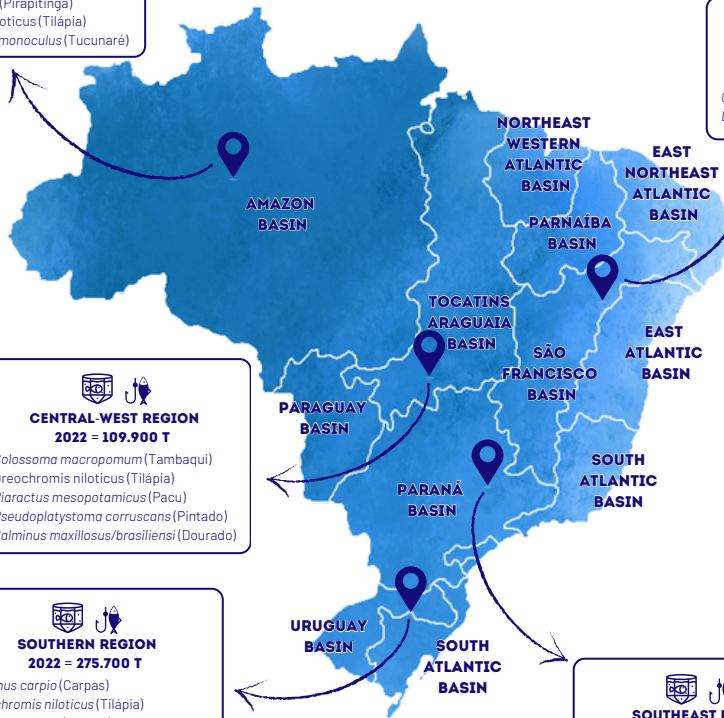 (Pirapitinga)
oticus (Tilápia)
monoculus (Tucunaré)
NORTHEAST
WESTERN
ATLANTIC
BASIN
EAST
NORTHEAST
ATLANTIC
BASIN
AMAZON
BASIN
PARNAÍBA
BASIN
TOCATINS
ARAGUAIA
BASIN
SÃO
FRANCISCO
BASIN
EAST
ATLANTIC
BASIN
CENTRAL-WEST REGION
2022 = 109.900 T
olossoma macropomum (Tambaqui)
reochromis niloticus (Tilápia)
iaractus mesopotamicus (Pacu)
seudoplatystoma corruscans (Pintado)
alminus maxillosus/brasiliensi (Dourado)
PARAGUAY
BASIN
PARANÁ
BASIN
SOUTH
ATLANTIC
BASIN
SOUTHERN REGION
2022 = 275.700 T
nus carpio (Carpas)
chromis niloticus (Tilápia)
URUGUAY
BASIN
SOUTH
ATLANTIC
BASIN
SOUTHEAST